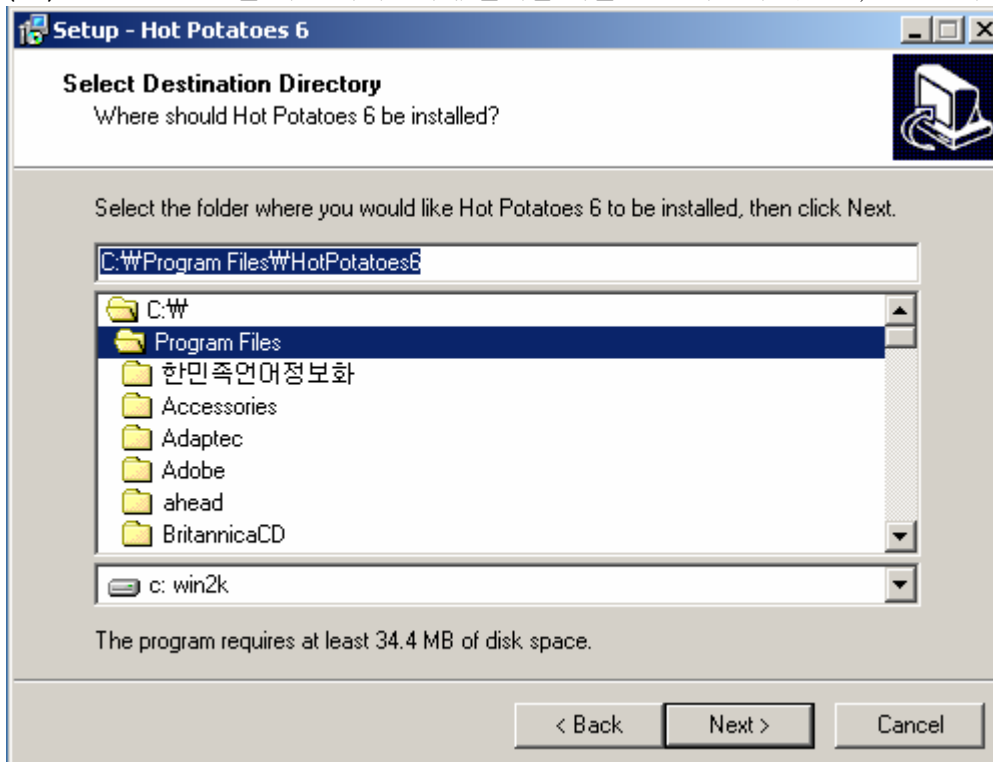 Setup - Hot Potatoes 6
Select Destination Directory
Where should Hot Potatoes 6 be installed?
Select the folder where you would like Hot Potatoes 6 to be installed, then click Next.
C:₩Program Files₩HotPotatoes6
C:₩
Program Files
한민족언어정보화
Accessories
Adaptec
Adobe
ahead
BritannicaCD
c: win2k
The program requires at least 34.4 MB of disk space.
< Back Next > Cancel